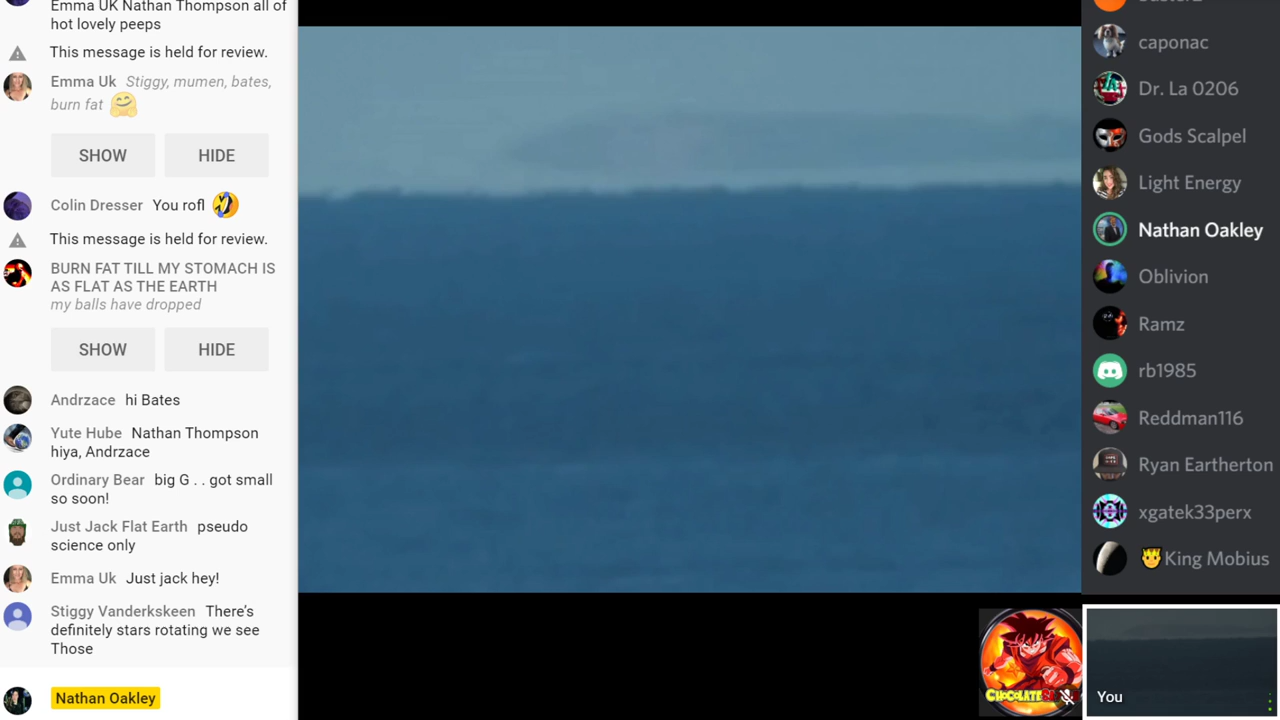 Emma UK Nathan Thompson all of
hot lovely peeps
This message is held for review.
Emma Uk Stiggy, mumen, bates,
burn fat 🤗
SHOW HIDE
Colin Dresser You rofl 🤣
This message is held for review.
BURN FAT TILL MY STOMACH IS
AS FLAT AS THE EARTH
my balls have dropped
SHOW HIDE
Andrzace hi Bates
Yute Hube Nathan Thompson
hiya, Andrzace
Ordinary Bear big G . . got small
so soon!
Just Jack Flat Earth pseudo
science only
Emma Uk Just jack hey!
Stiggy Vanderkskeen There's
definitely stars rotating we see
Those
Nathan Oakley
caponac
Dr. La 0206
Gods Scalpel
Light Energy
Nathan Oakley
Oblivion
Ramz
rb1985
Reddman116
Ryan Eartherton
xgatek33perx
King Mobius
You